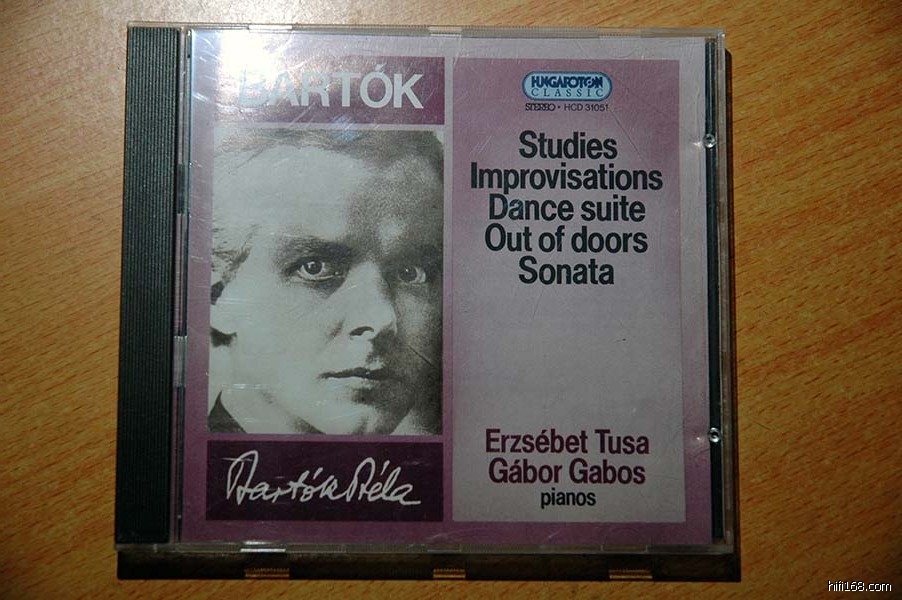 BARTÓK
HUNGAROTON
CLASSIC
STEREO • HCD 31051
Studies
Improvisations
Dance suite
Out of doors
Sonata
Bartók Béla
Erzsébet Tusa
Gábor Gabos
pianos
hifi168.com